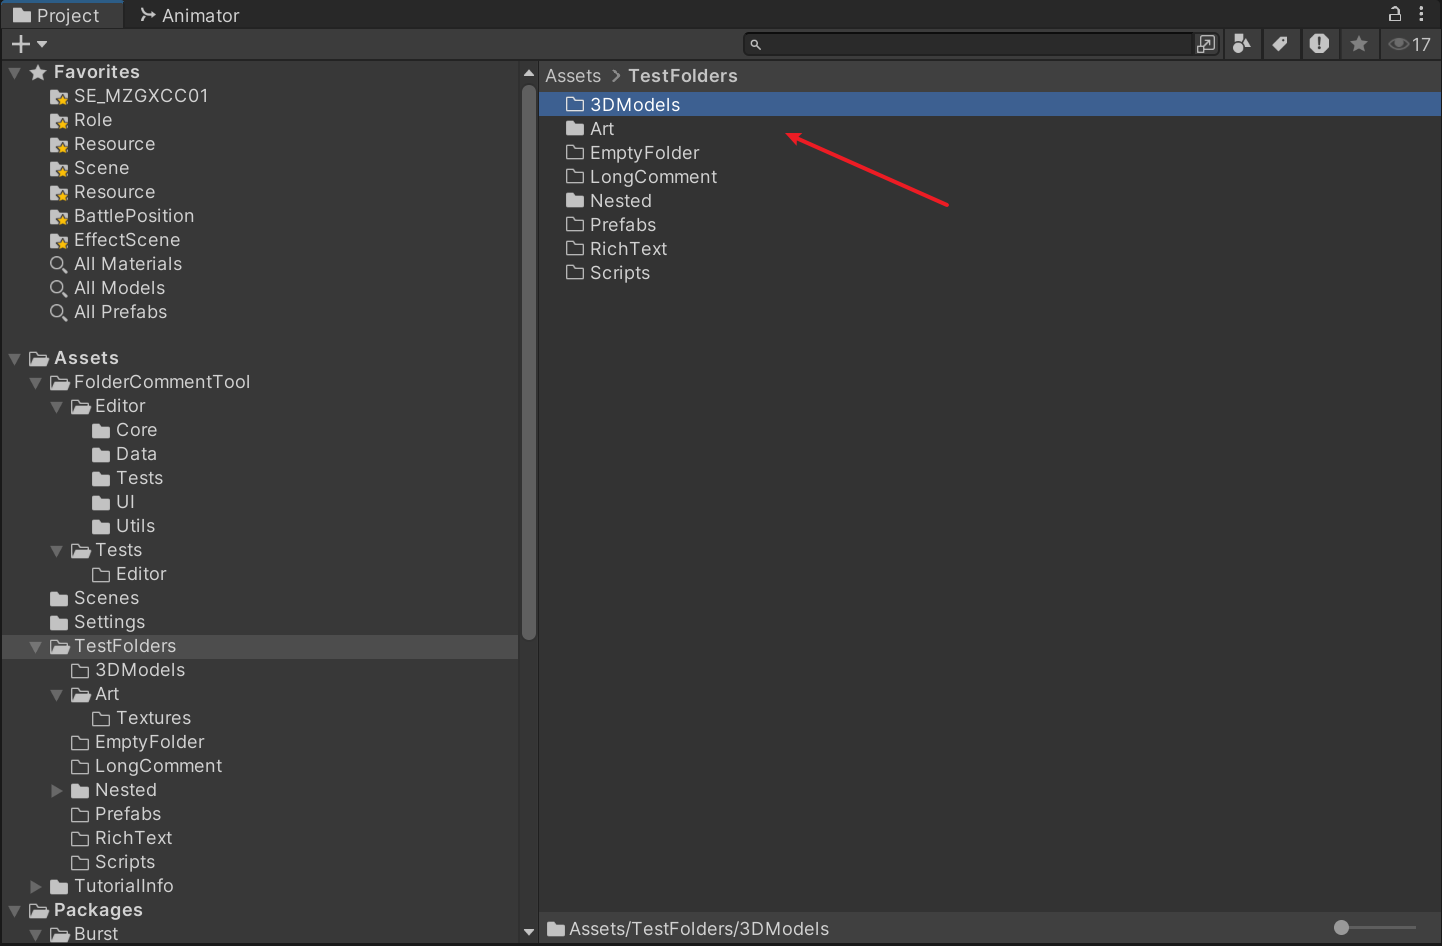 Project
Animator
17
Favorites
SE_MZGXCC01
Role
Resource
Scene
Resource
BattlePosition
EffectScene
All Materials
All Models
All Prefabs
Assets
FolderCommentTool
Editor
Core
Data
Tests
UI
Utils
Tests
Editor
Scenes
Settings
TestFolders
3DModels
Art
Textures
EmptyFolder
LongComment
Nested
Prefabs
RichText
Scripts
TutorialInfo
Packages
Burst
Assets > TestFolders
3DModels
Art
EmptyFolder
LongComment
Nested
Prefabs
RichText
Scripts
Assets/TestFolders/3DModels